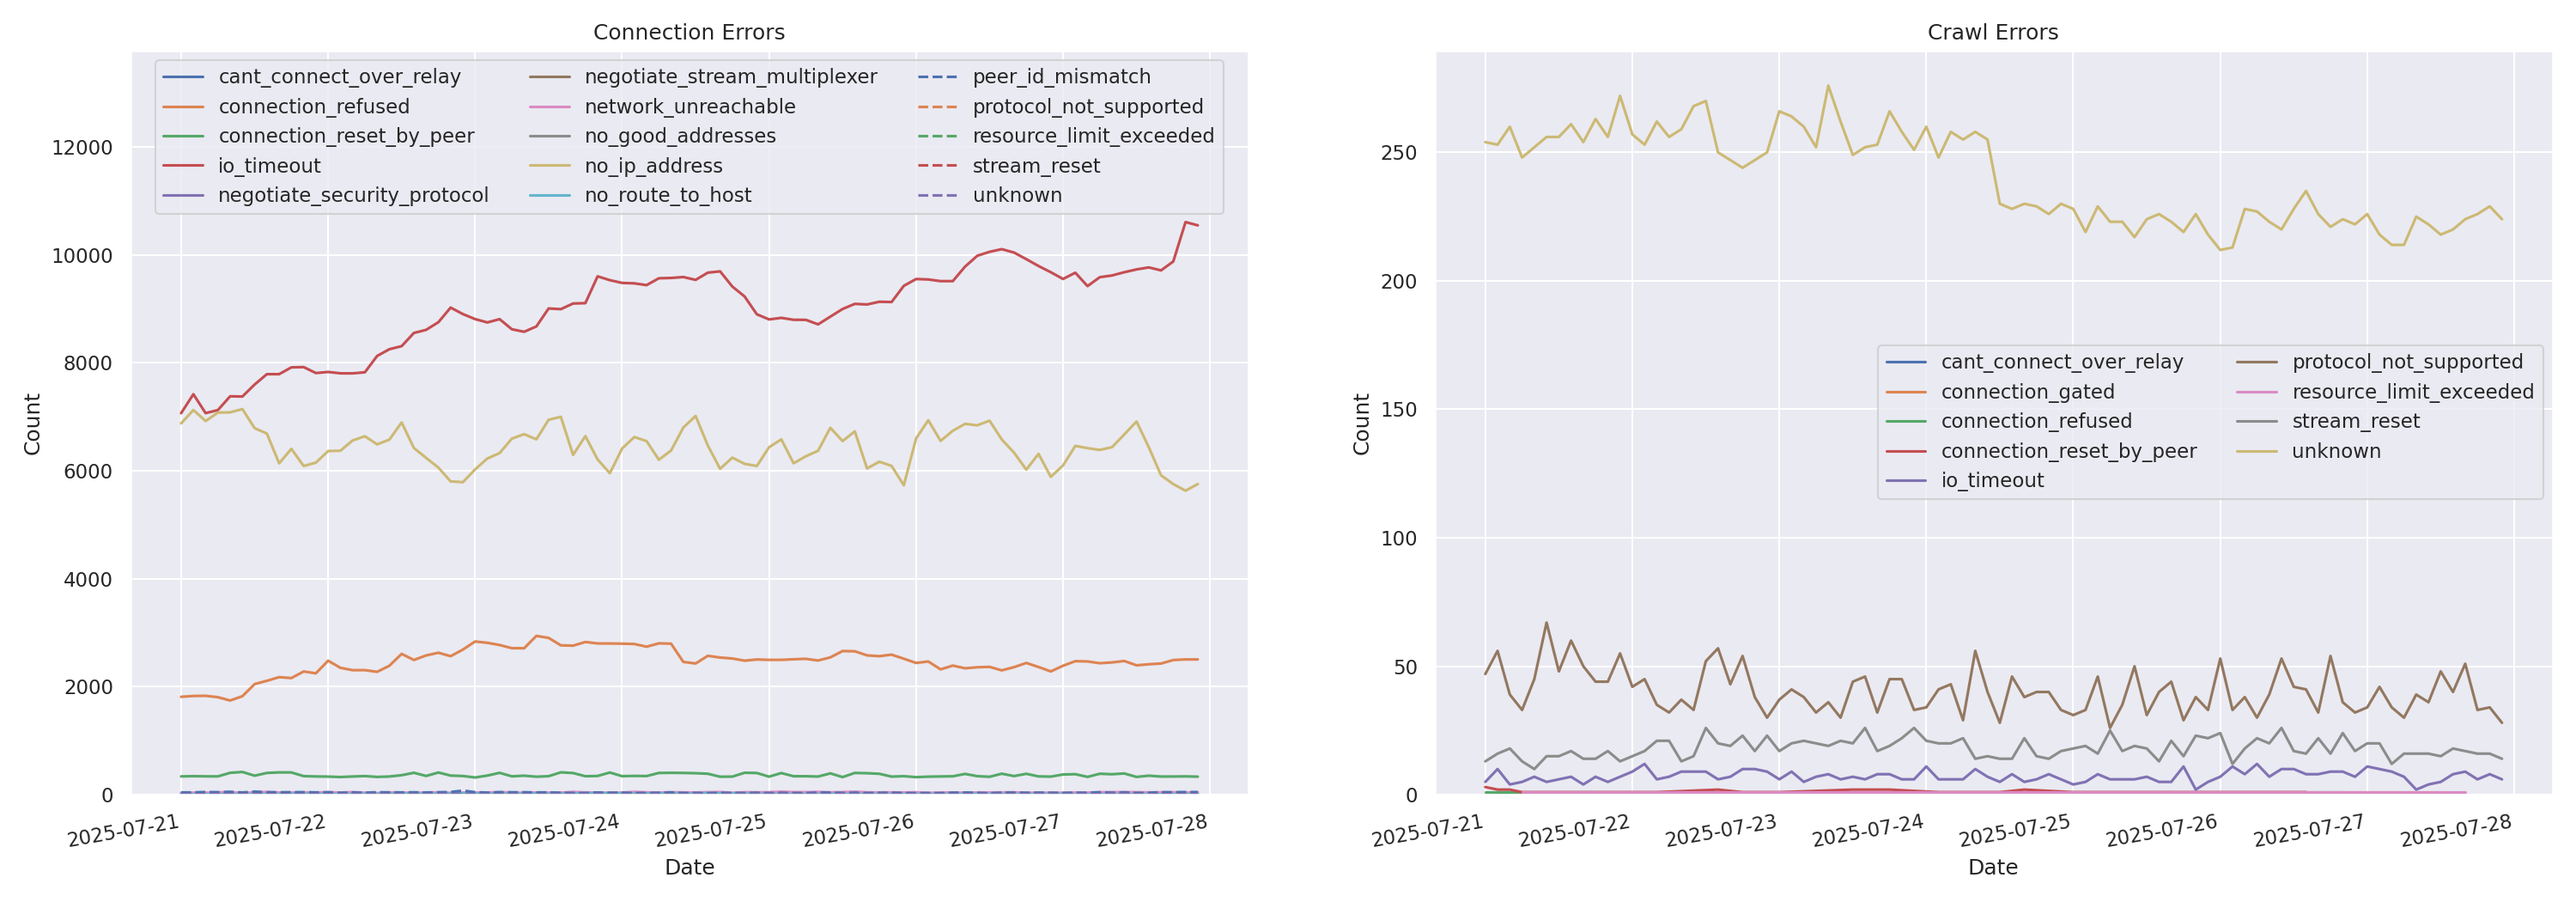 Connection Errors
cant_connect_over_relay
connection_refused
connection_reset_by_peer
io_timeout
negotiate_security_protocol
negotiate_stream_multiplexer
network_unreachable
no_good_addresses
no_ip_address
no_route_to_host
peer_id_mismatch
protocol_not_supported
resource_limit_exceeded
stream_reset
unknown
12000
10000
8000
6000
4000
2000
0
Count
2025-07-21
2025-07-22
2025-07-23
2025-07-24
2025-07-25
2025-07-26
2025-07-27
2025-07-28
Date
Crawl Errors
250
200
150
100
50
0
Count
cant_connect_over_relay
connection_gated
connection_refused
connection_reset_by_peer
io_timeout
protocol_not_supported
resource_limit_exceeded
stream_reset
unknown
2025-07-21
2025-07-22
2025-07-23
2025-07-24
2025-07-25
2025-07-26
2025-07-27
2025-07-28
Date